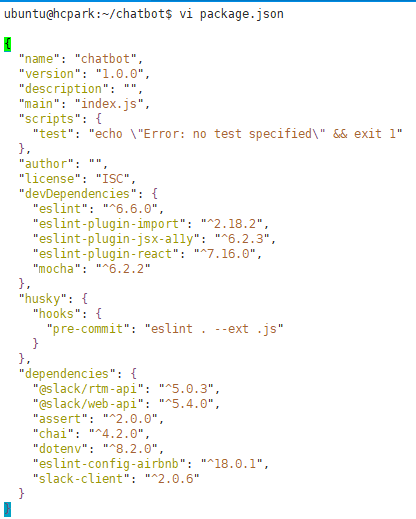 ubuntu@hcpark:~/chatbot$ vi package.json
{
  "name": "chatbot",
  "version": "1.0.0",
  "description": "",
  "main": "index.js",
  "scripts": {
    "test": "echo \"Error: no test specified\" && exit 1"
  },
  "author": "",
  "license": "ISC",
  "devDependencies": {
    "eslint": "^6.6.0",
    "eslint-plugin-import": "^2.18.2",
    "eslint-plugin-jsx-a11y": "^6.2.3",
    "eslint-plugin-react": "^7.16.0",
    "mocha": "^6.2.2"
  },
  "husky": {
    "hooks": {
      "pre-commit": "eslint . --ext .js"
    }
  },
  "dependencies": {
    "@slack/rtm-api": "^5.0.3",
    "@slack/web-api": "^5.4.0",
    "assert": "^2.0.0",
    "chai": "^4.2.0",
    "dotenv": "^8.2.0",
    "eslint-config-airbnb": "^18.0.1",
    "slack-client": "^2.0.6"
  }
}